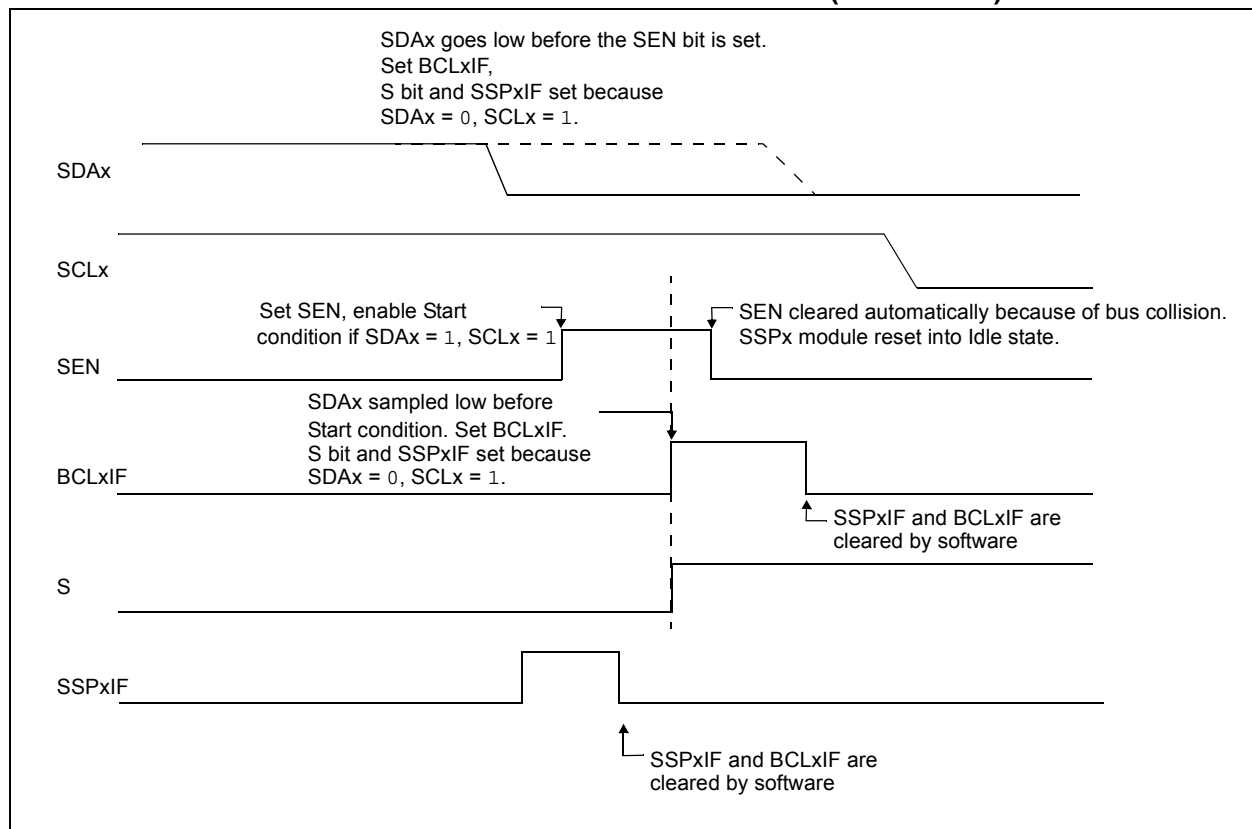 SDAx goes low before the SEN bit is set.
Set BCLxIF,
S bit and SSPxIF set because
SDAx = 0, SCLx = 1.
SDAx
SCLx
Set SEN, enable Start
condition if SDAx = 1, SCLx = 1
SEN cleared automatically because of bus collision.
SSPx module reset into Idle state.
SEN
SDAx sampled low before
Start condition. Set BCLxIF.
S bit and SSPxIF set because
SDAx = 0, SCLx = 1.
BCLxIF
SSPxIF and BCLxIF are
cleared by software
S
SSPxIF
SSPxIF and BCLxIF are
cleared by software